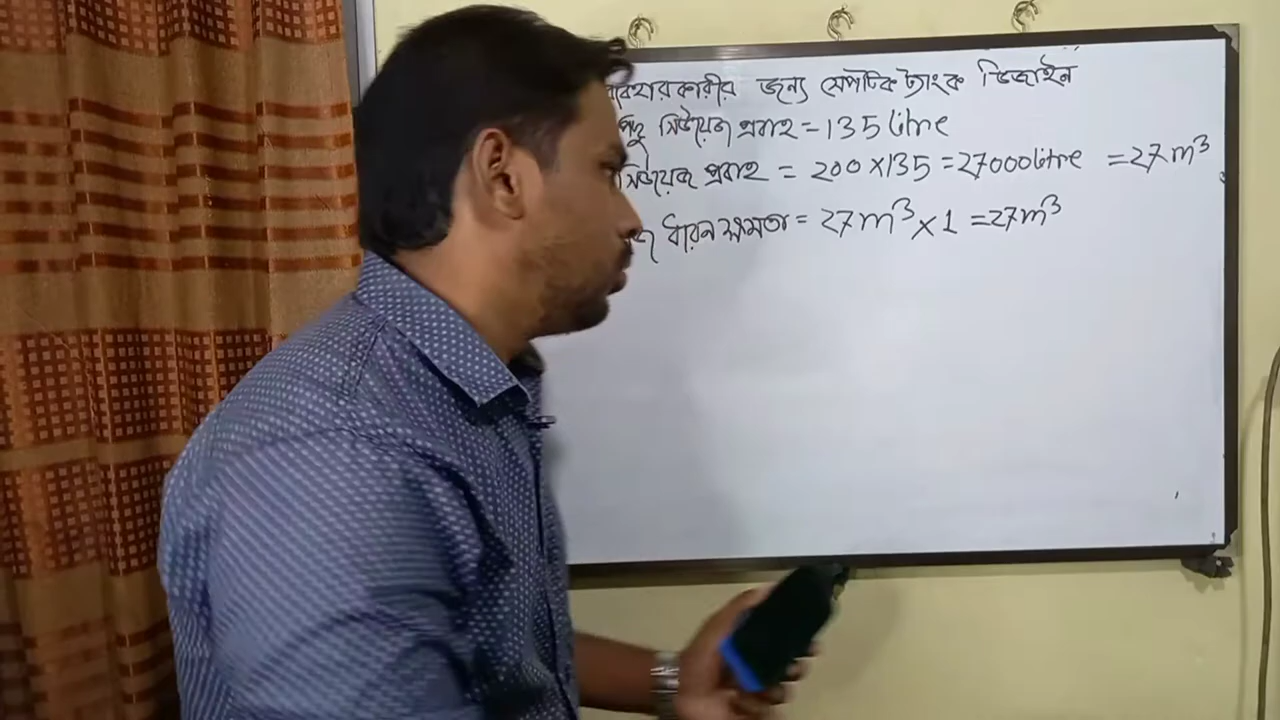 ব্যবহারকারীর জন্য সেপটিক ট্যাংক ডিজাইন
পিছু সিউয়েজ প্রবাহ = 135 litre
সিউয়েজ প্রবাহ = 200 x 135 = 27000 litre = 27 m³
ধারন ক্ষমতা = 27 m³ x 1 = 27 m³